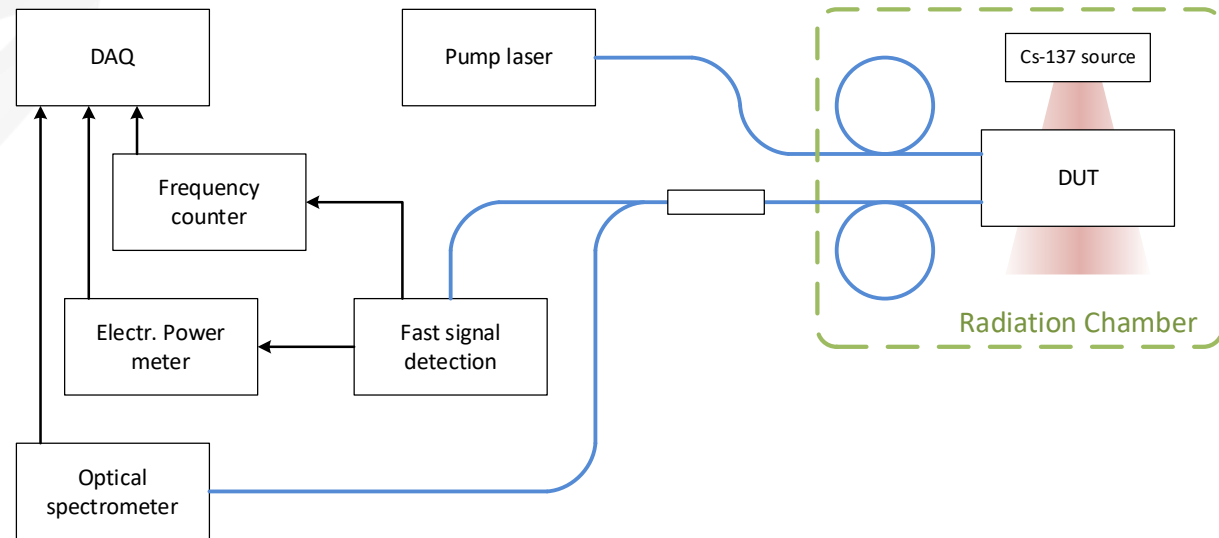 DAQ
Pump laser
Cs-137 source
Frequency
counter
DUT
Electr. Power
meter
Fast signal
detection
Radiation Chamber
Optical
spectrometer